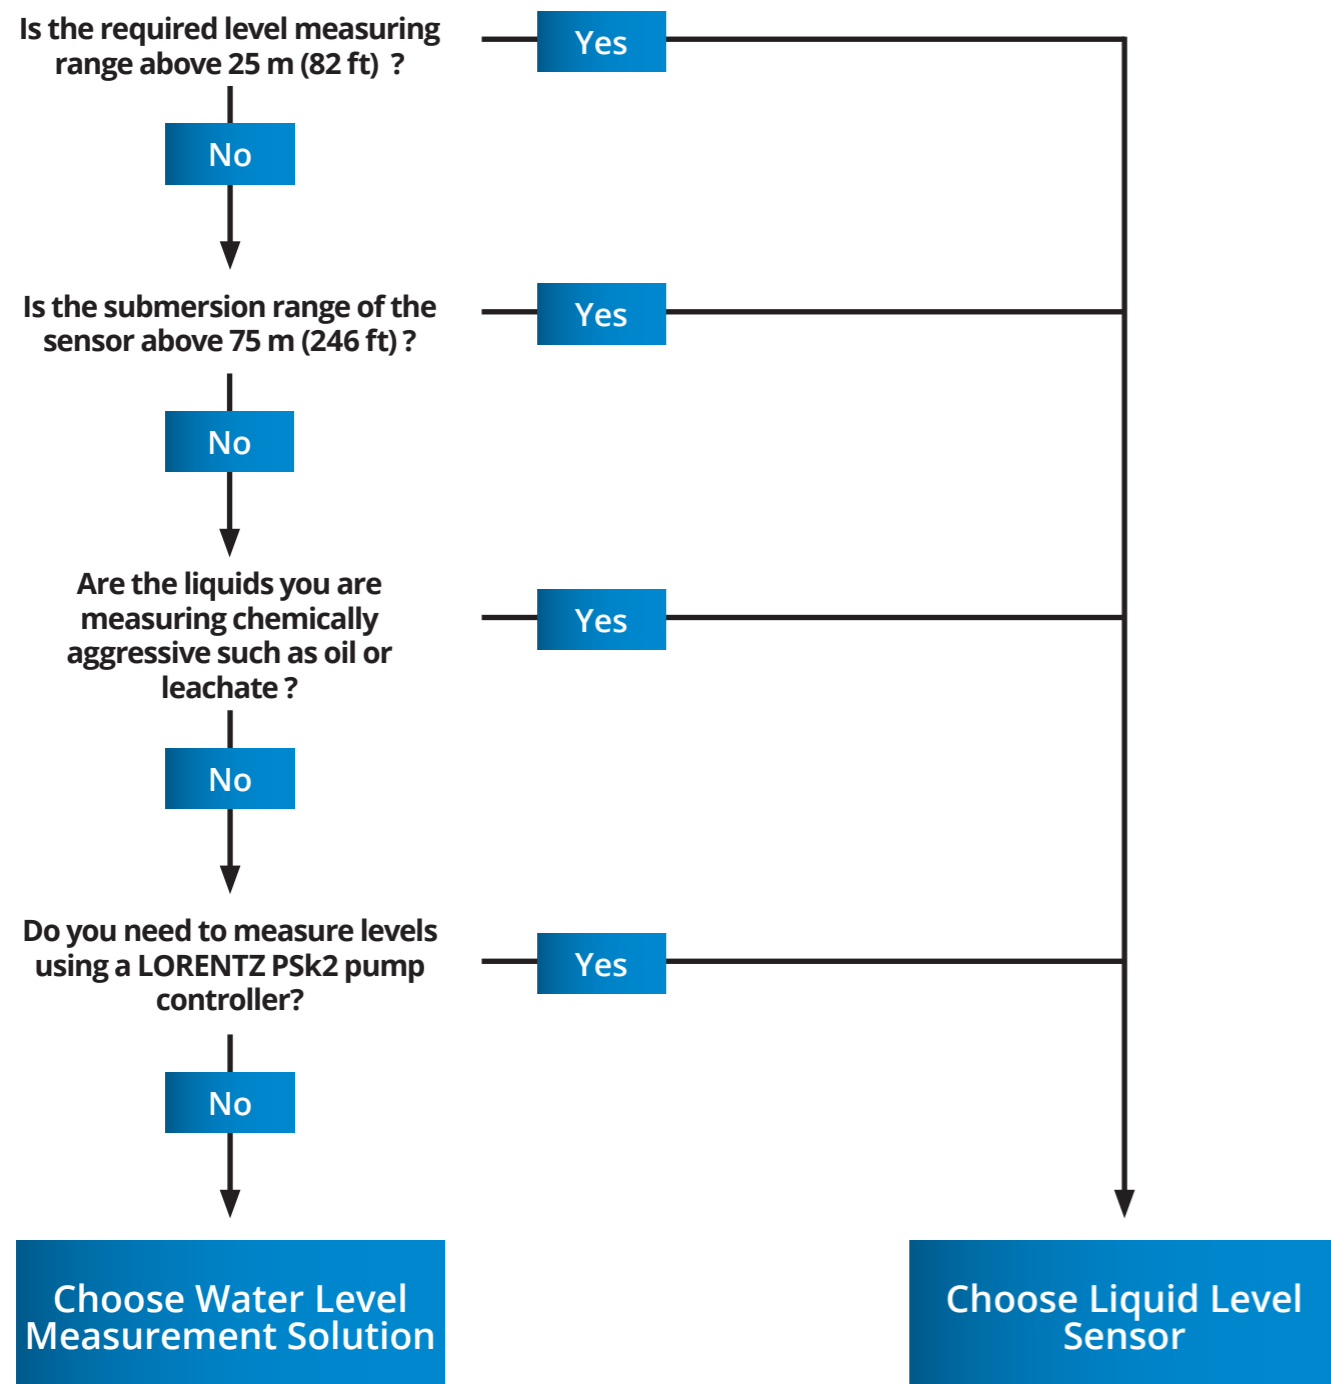 Is the required level measuring
range above 25 m (82 ft)  ?
Yes
No
Is the submersion range of the
sensor above 75 m (246 ft) ?
Yes
No
Are the liquids you are
measuring chemically
aggressive such as oil or
leachate ?
Yes
No
Do you need to measure levels
using a LORENTZ PSk2 pump
controller?
Yes
No
Choose Water Level
Measurement Solution
Choose Liquid Level
Sensor